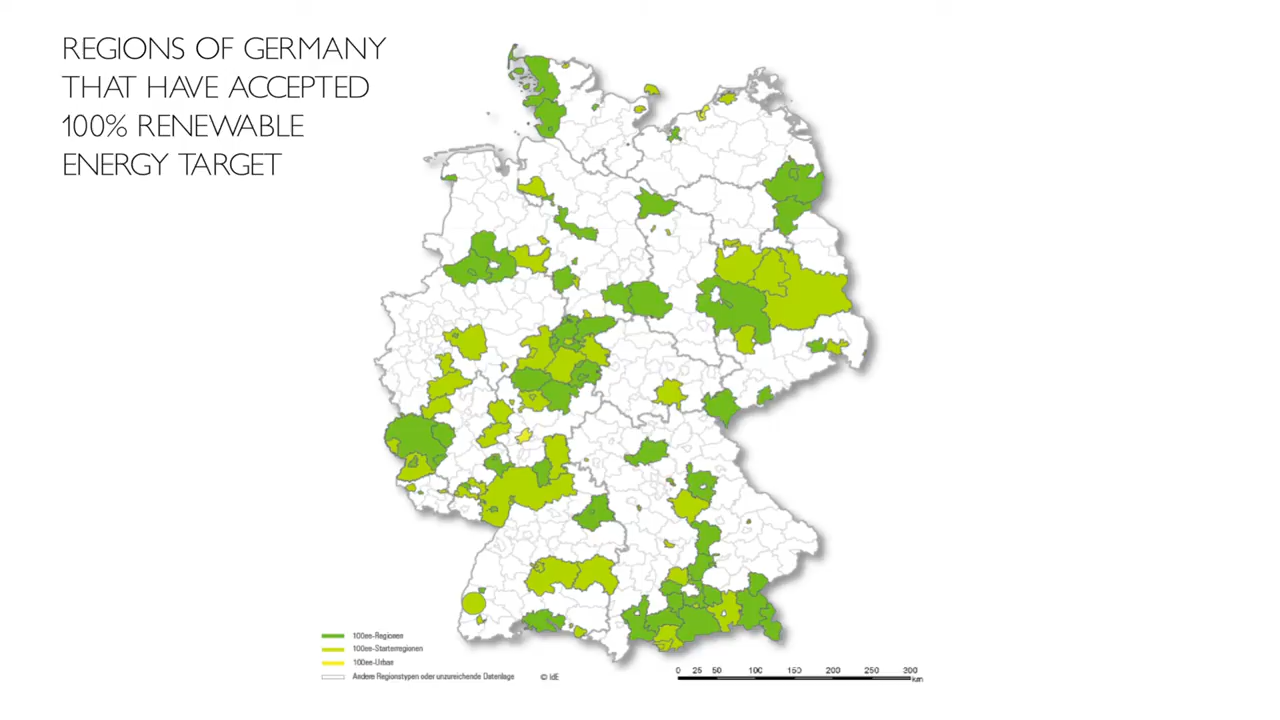 REGIONS OF GERMANY
THAT HAVE ACCEPTED
100% RENEWABLE
ENERGY TARGET
100ee-Regionen
100ee-Starterregionen
100ee-Urban
Andere Regionstypen oder unzureichende Datenlage
© IdE
0 25 50 100 150 200 250 300
km